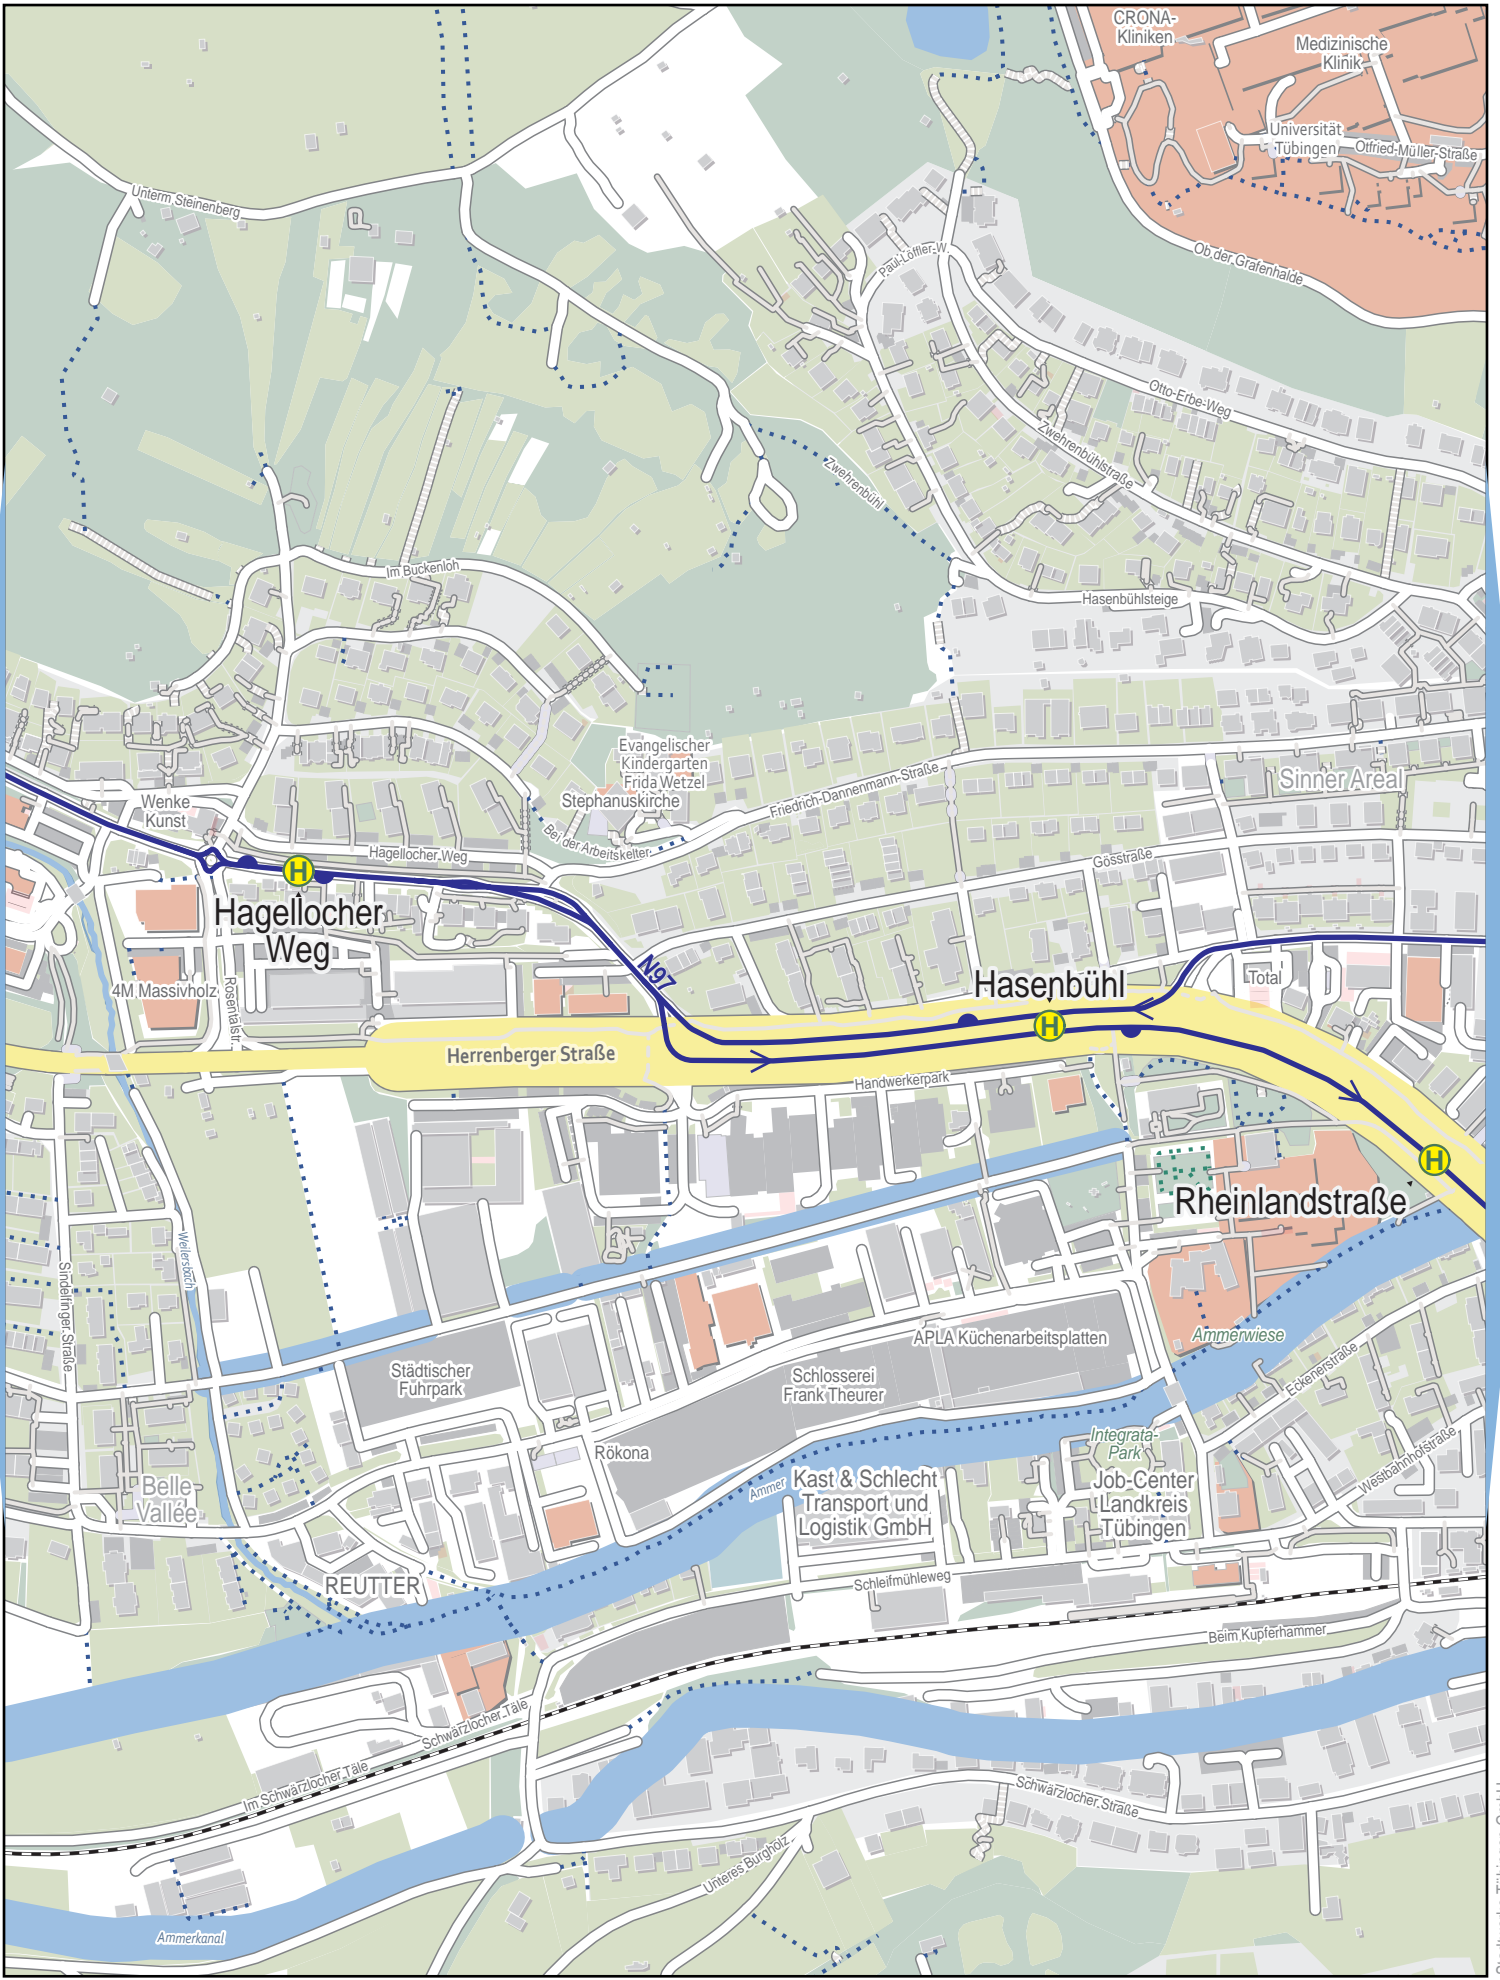 CRONA-
Kliniken
Medizinische
Klinik
Universität
Tübingen
Otfried-Müller-Straße
Unterm Steinenberg
Paul-Löffler-W.
Ob der Grafenhalde
Otto-Erbe-Weg
Zwehrenbühlstraße
Zwehrenbühl
Im Buckenloh
Hasenbühlsteige
Evangelischer
Kindergarten
Frida Wetzel
Stephanuskirche
Friedrich-Dannenmann-Straße
Sinner Areal
Wenke
Kunst
Bei der Arbeitskelter
Hagellocher Weg
Gösstraße
H
Hagellocher
Weg
N97
Hasenbühl
H
Total
4M Massivholz
Rosentalstr.
Herrenberger Straße
Handwerkerpark
H
Rheinlandstraße
Weilersbach
Sindelfinger Straße
Ammerwiese
APLA Küchenarbeitsplatten
Eckenerstraße
Städtischer
Fuhrpark
Schlosserei
Frank Theurer
Rökona
Integrata-
Park
Westbahnhofstraße
Belle
Vallée
Ammer
Kast & Schlecht
Transport und
Logistik GmbH
Job-Center
Landkreis
Tübingen
REUTTER
Schleifmühleweg
Beim Kupferhammer
Schwärzlocher Täle
Im Schwärzlocher Täle
Schwärzlocher Straße
Unteres Burgholz
Ammerkanal